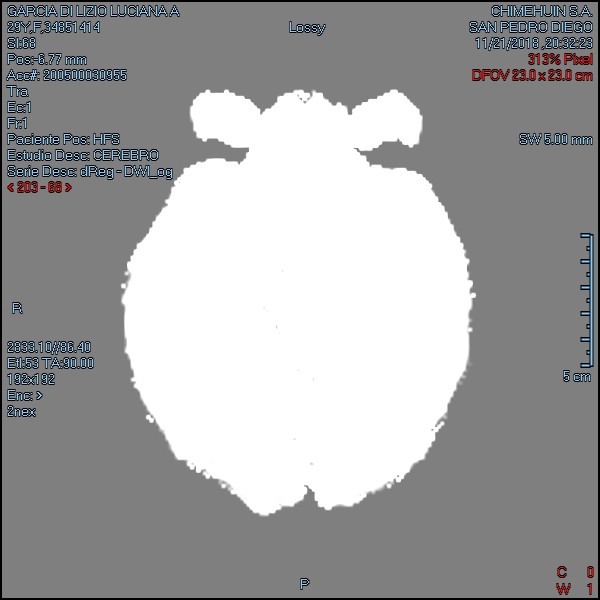 GARCIA DI LIZIO LUCIANA A
29Y,F,34851414
Sl:68
Pos:-6.77 mm
Acc#: 200500030955
Tra
Ec:1
Fr:1
Paciente Pos: HFS
Estudio Desc: CEREBRO
Serie Desc: dReg - DWI_og
< 203 - 68 >
Lossy
CHIMEHUIN S.A.
SAN PEDRO DIEGO
11/21/2018 ,20:32:23
313% Pixel
DFOV 23.0 x 23.0 cm
SW 5.00 mm
R
2833.10//86.40
Etl:53 TA:90.00
192x192
Enc: >
2nex
5 cm
P
C 0
W 1